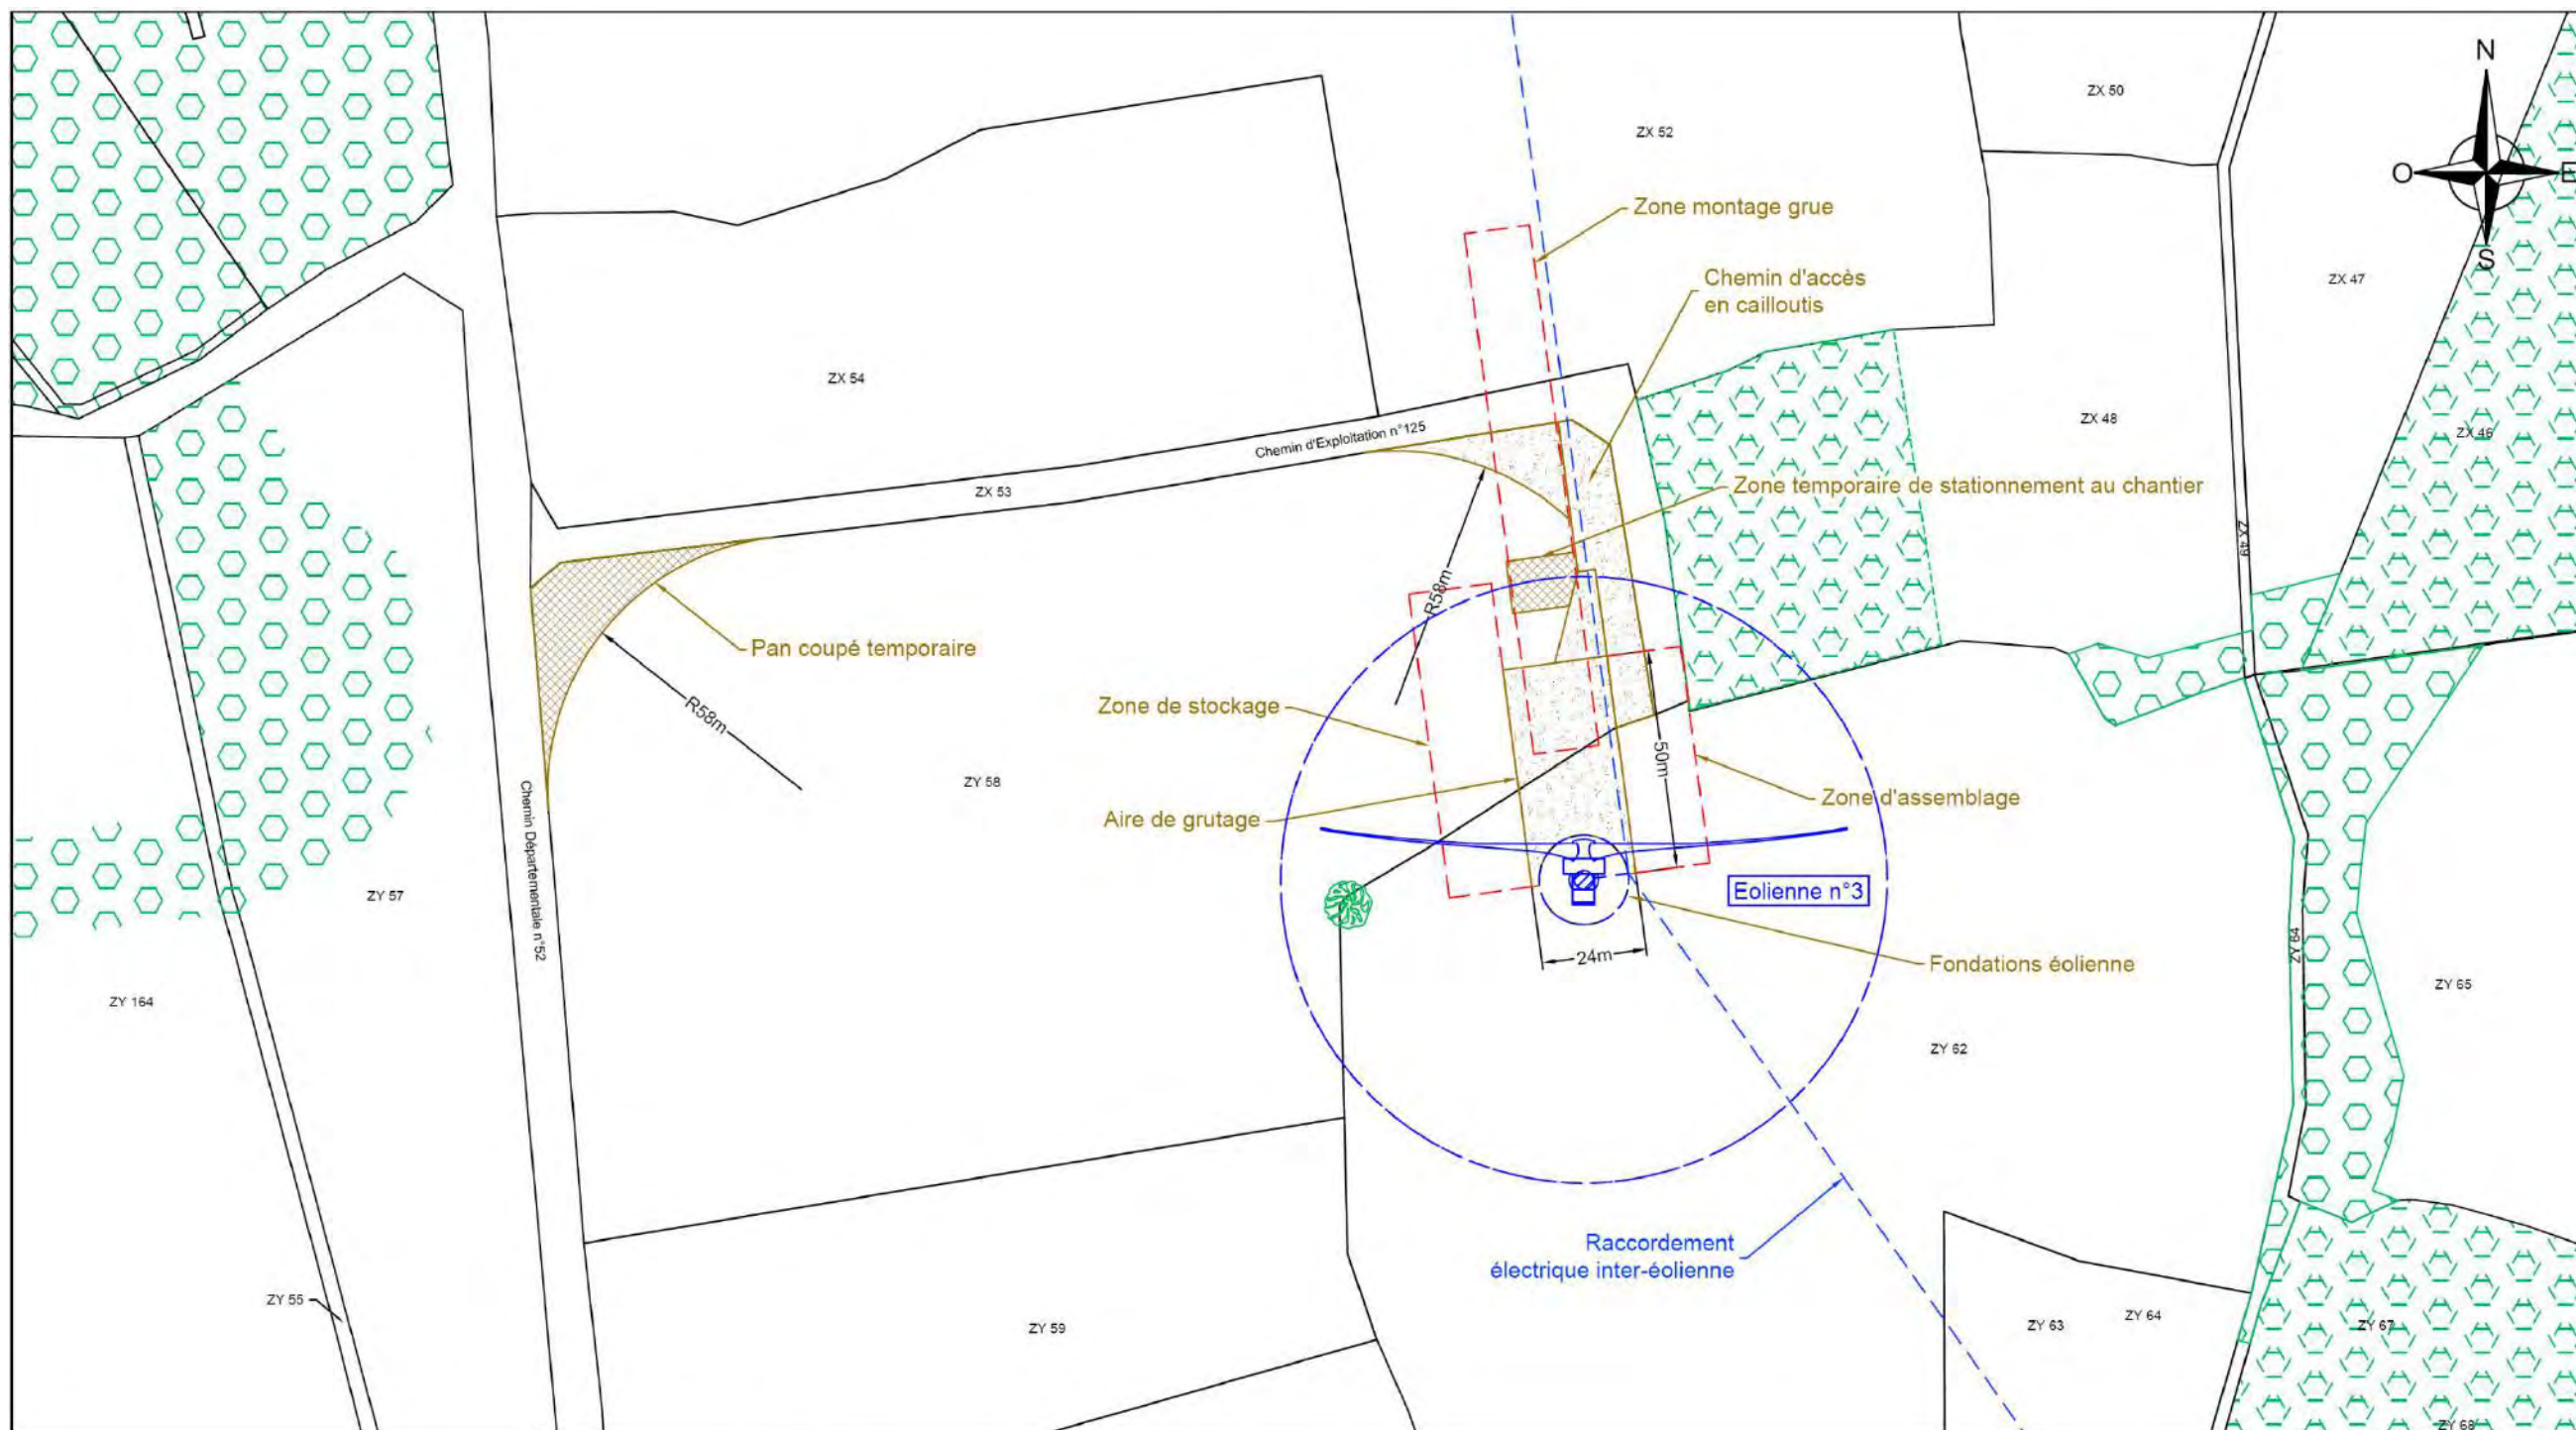 N
ZX 50
ZX 52
O
E
Zone montage grue
S
Chemin d'accès
en cailloutis
ZX 47
ZX 54
ZX 48
ZX 46
Chemin d'Exploitation n°125
ZX 53
Zone temporaire de stationnement au chantier
ZX 49
R58m
Pan coupé temporaire
R58m
Zone de stockage
50m
ZY 58
Zone d'assemblage
Aire de grutage
Chemin Départementale n°52
ZY 57
Eolienne n°3
24m
Fondations éolienne
ZY 64
ZY 65
ZY 164
ZY 62
Raccordement
électrique inter-éolienne
ZY 55
ZY 59
ZY 63
ZY 64
ZY 67
ZY 68